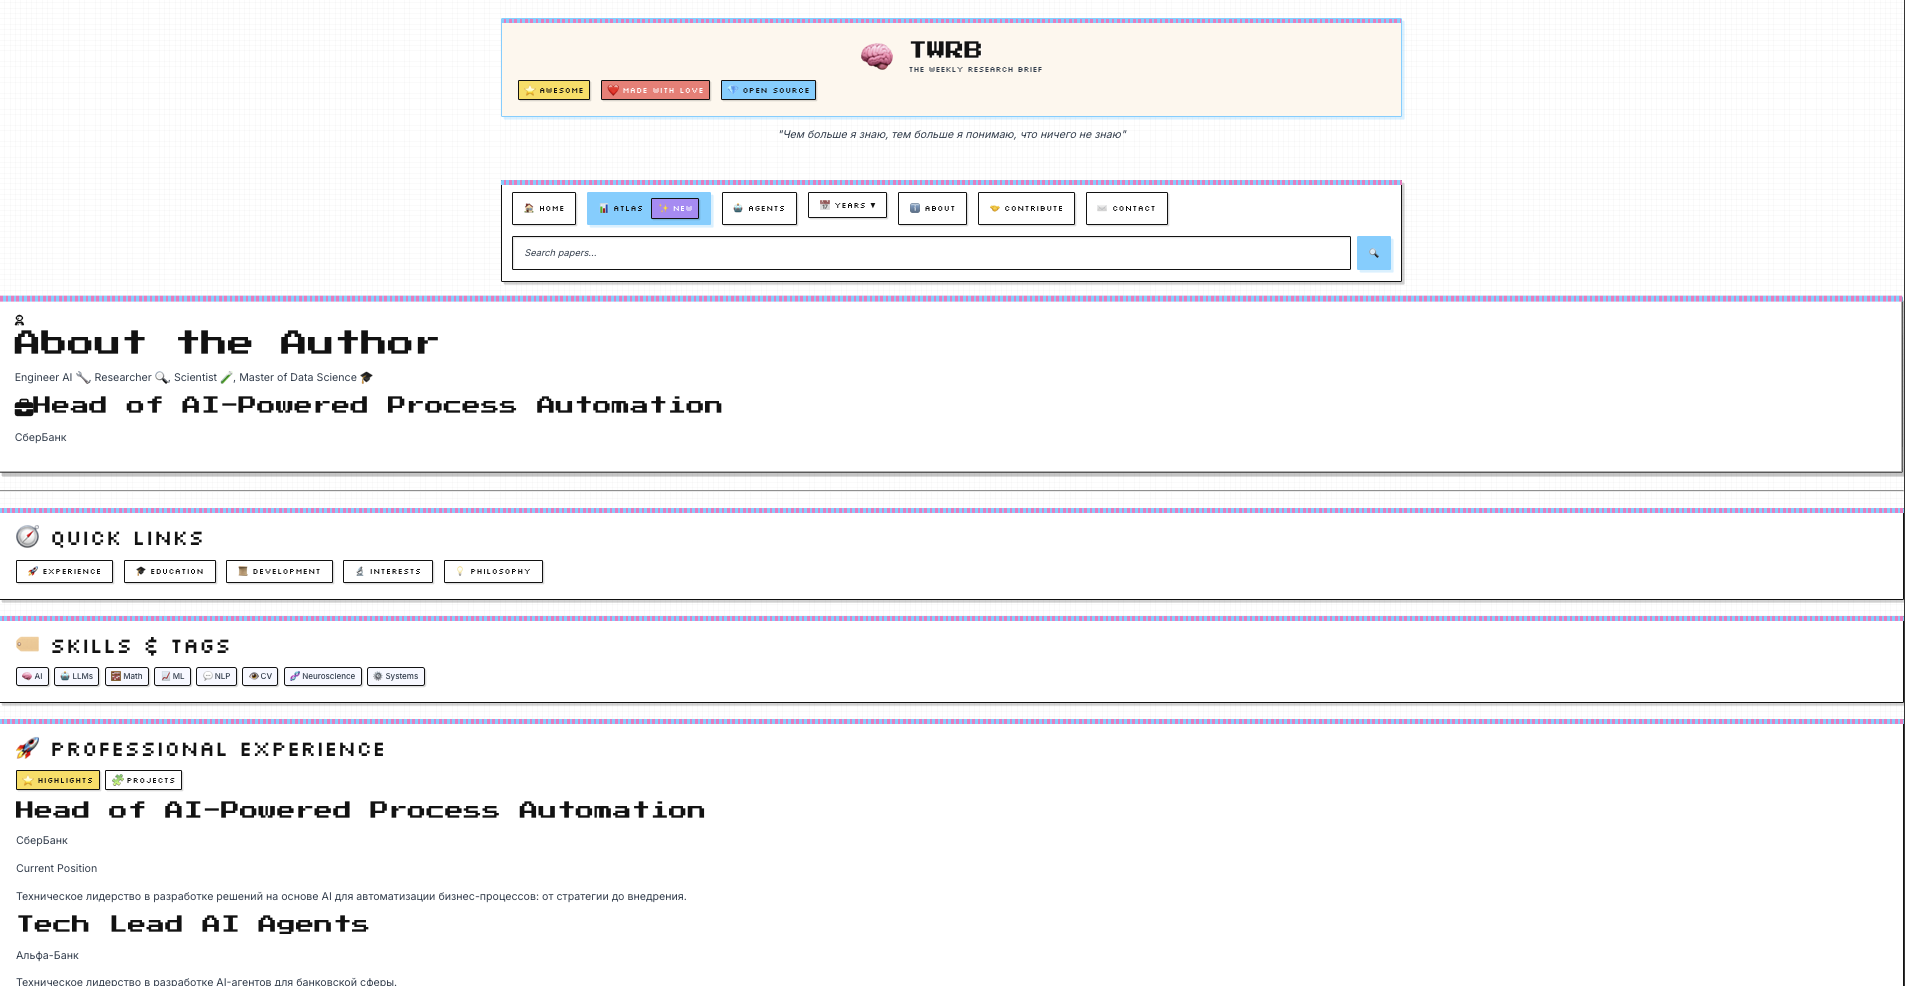 TWRB
THE WEEKLY RESEARCH BRIEF
AWESOME MADE WITH LOVE OPEN SOURCE
"Чем больше я знаю, тем больше я понимаю, что ничего не знаю"
HOME ATLAS NEW AGENTS YEARS ▼ ABOUT CONTRIBUTE CONTACT
Search papers...
About the Author
Engineer AI 🔧, Researcher 🔍, Scientist 🧪, Master of Data Science 🎓
Head of AI-Powered Process Automation
СберБанк
QUICK LINKS
EXPERIENCE EDUCATION DEVELOPMENT INTERESTS PHILOSOPHY
SKILLS & TAGS
AI LLMs Math ML NLP CV Neuroscience Systems
PROFESSIONAL EXPERIENCE
HIGHLIGHTS PROJECTS
Head of AI-Powered Process Automation
СберБанк
Current Position
Техническое лидерство в разработке решений на основе AI для автоматизации бизнес-процессов: от стратегии до внедрения.
Tech Lead AI Agents
Альфа-Банк
Техническое лидерство в разработке AI-агентов для банковской сферы.